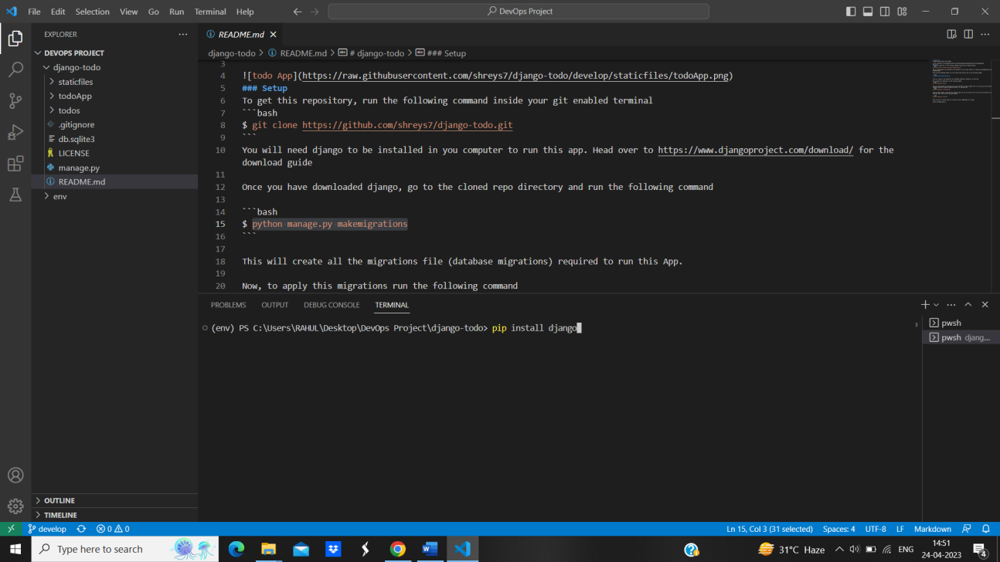 File Edit Selection View Go Run Terminal Help
DevOps Project
EXPLORER
DEVOPS PROJECT
django-todo
staticfiles
todoApp
todos
.gitignore
db.sqlite3
LICENSE
manage.py
README.md
env
OUTLINE
TIMELINE
README.md
django-todo > README.md > # django-todo > ### Setup
3
4 ![todo App](https://raw.githubusercontent.com/shreys7/django-todo/develop/staticfiles/todoApp.png)
5 ### Setup
6 To get this repository, run the following command inside your git enabled terminal
7 ```bash
8 $ git clone https://github.com/shreys7/django-todo.git
9 ```
10 You will need django to be installed in you computer to run this app. Head over to https://www.djangoproject.com/download/ for the
download guide
11
12 Once you have downloaded django, go to the cloned repo directory and run the following command
13
14 ```bash
15 $ python manage.py makemigrations
16 ```
17
18 This will create all the migrations file (database migrations) required to run this App.
19
20 Now, to apply this migrations run the following command
PROBLEMS OUTPUT DEBUG CONSOLE TERMINAL
(env) PS C:\Users\RAHUL\Desktop\DevOps Project\django-todo> pip install django
pwsh
pwsh djang...
develop 0 0 Ln 15, Col 3 (31 selected) Spaces: 4 UTF-8 LF Markdown
Type here to search
31°C Haze
ENG
14:51
24-04-2023
4